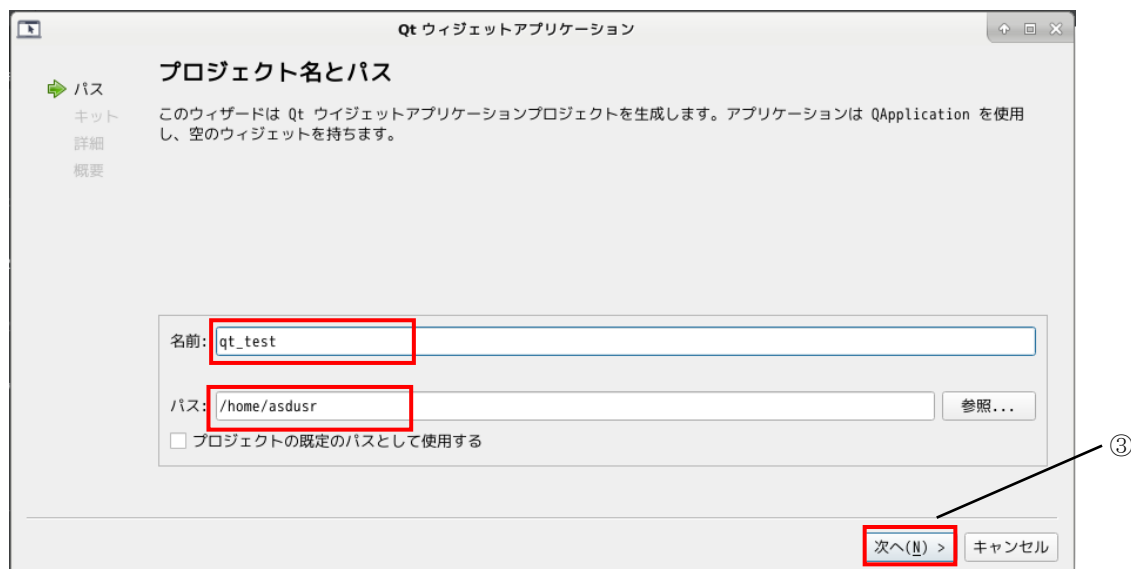 Qt ウィジェットアプリケーション
パス
キット
詳細
概要
プロジェクト名とパス
このウィザードは Qt ウイジェットアプリケーションプロジェクトを生成します。アプリケーションは QApplication を使用
し、空のウィジェットを持ちます。
名前: qt_test
パス: /home/asdusr 参照...
プロジェクトの既定のパスとして使用する
③
次へ(N) > キャンセル